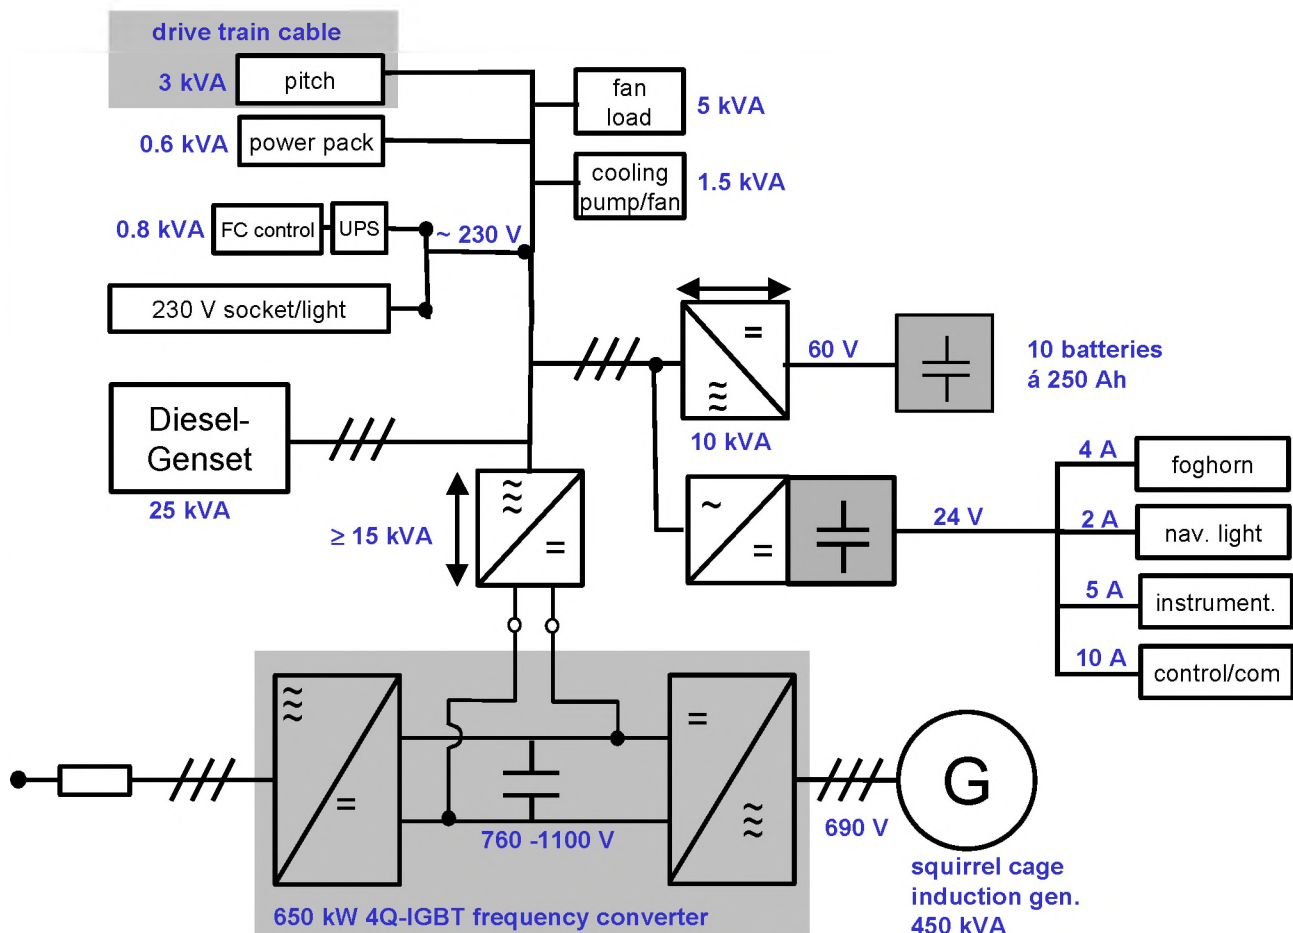 drive train cable
3 kVA
pitch
fan
load
5 kVA
0.6 kVA
power pack
cooling
pump/fan
1.5 kVA
0.8 kVA
FC control
UPS
~ 230 V
230 V socket/light
=
≈
60 V
10 batteries
á 250 Ah
10 kVA
Diesel-
Genset
25 kVA
≥ 15 kVA
~
=
24 V
4 A
foghorn
2 A
nav. light
5 A
instrument.
10 A
control/com
760 -1100 V
690 V
G
squirrel cage
induction gen.
450 kVA
650 kW 4Q-IGBT frequency converter